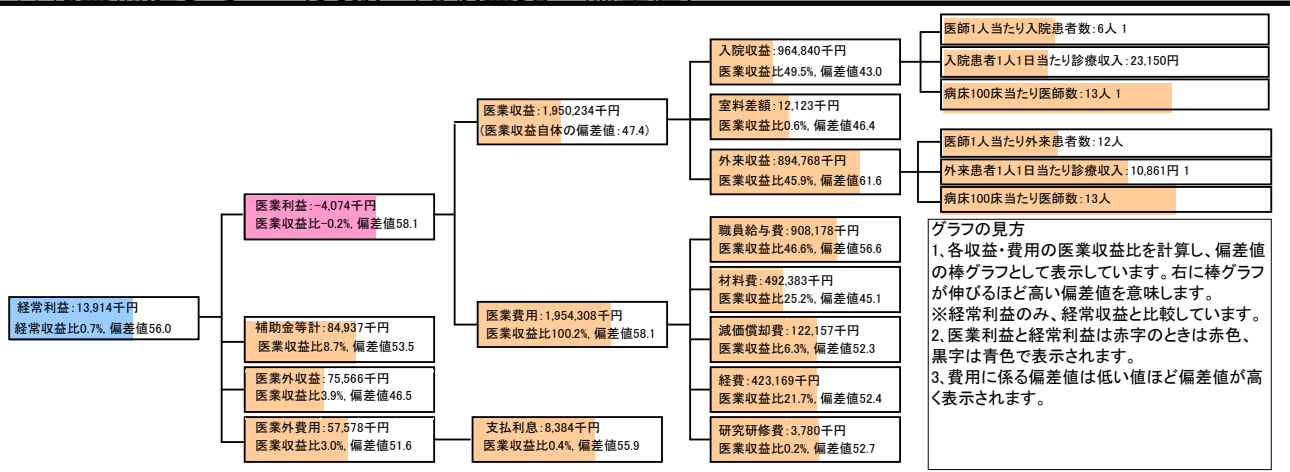 経常利益:13,914千円
経常収益比0.7%, 偏差値56.0
医業利益:-4,074千円
医業収益比-0.2%, 偏差値58.1
補助金等計:84,937千円
医業収益比8.7%, 偏差値53.5
医業外収益:75,566千円
医業収益比3.9%, 偏差値46.5
医業外費用:57,578千円
医業収益比3.0%, 偏差値51.6
医業収益:1,950,234千円
(医業収益自体の偏差値:47.4)
医業費用:1,954,308千円
医業収益比100.2%, 偏差値58.1
支払利息:8,384千円
医業収益比0.4%, 偏差値55.9
入院収益:964,840千円
医業収益比49.5%, 偏差値43.0
室料差額:12,123千円
医業収益比0.6%, 偏差値46.4
外来収益:894,768千円
医業収益比45.9%, 偏差値61.6
職員給与費:908,178千円
医業収益比46.6%, 偏差値56.6
材料費:492,383千円
医業収益比25.2%, 偏差値45.1
減価償却費:122,157千円
医業収益比6.3%, 偏差値52.3
経費:423,169千円
医業収益比21.7%, 偏差値52.4
研究研修費:3,780千円
医業収益比0.2%, 偏差値52.7
医師1人当たり入院患者数:6人 1
入院患者1人1日当たり診療収入:23,150円
病床100床当たり医師数:13人 1
医師1人当たり外来患者数:12人
外来患者1人1日当たり診療収入:10,861円 1
病床100床当たり医師数:13人
グラフの見方
1、各収益・費用の医業収益比を計算し、偏差値
の棒グラフとして表示しています。右に棒グラフ
が伸びるほど高い偏差値を意味します。
※経常利益のみ、経常収益と比較しています。
2、医業利益と経常利益は赤字のときは赤色、
黒字は青色で表示されます。
3、費用に係る偏差値は低い値ほど偏差値が高
く表示されます。